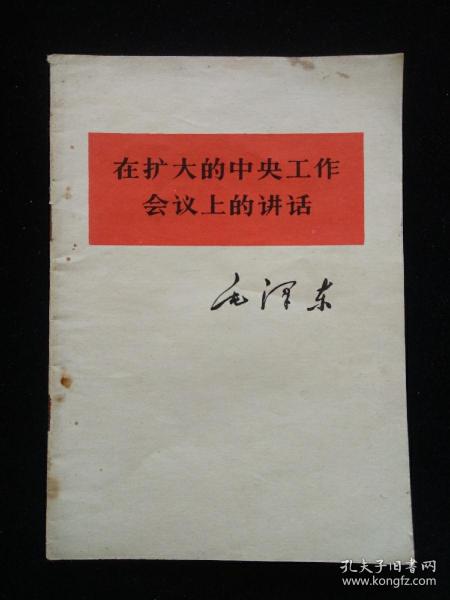 在扩大的中央工作
会议上的讲话
毛泽东
孔夫子旧书网
www.kongfz.com